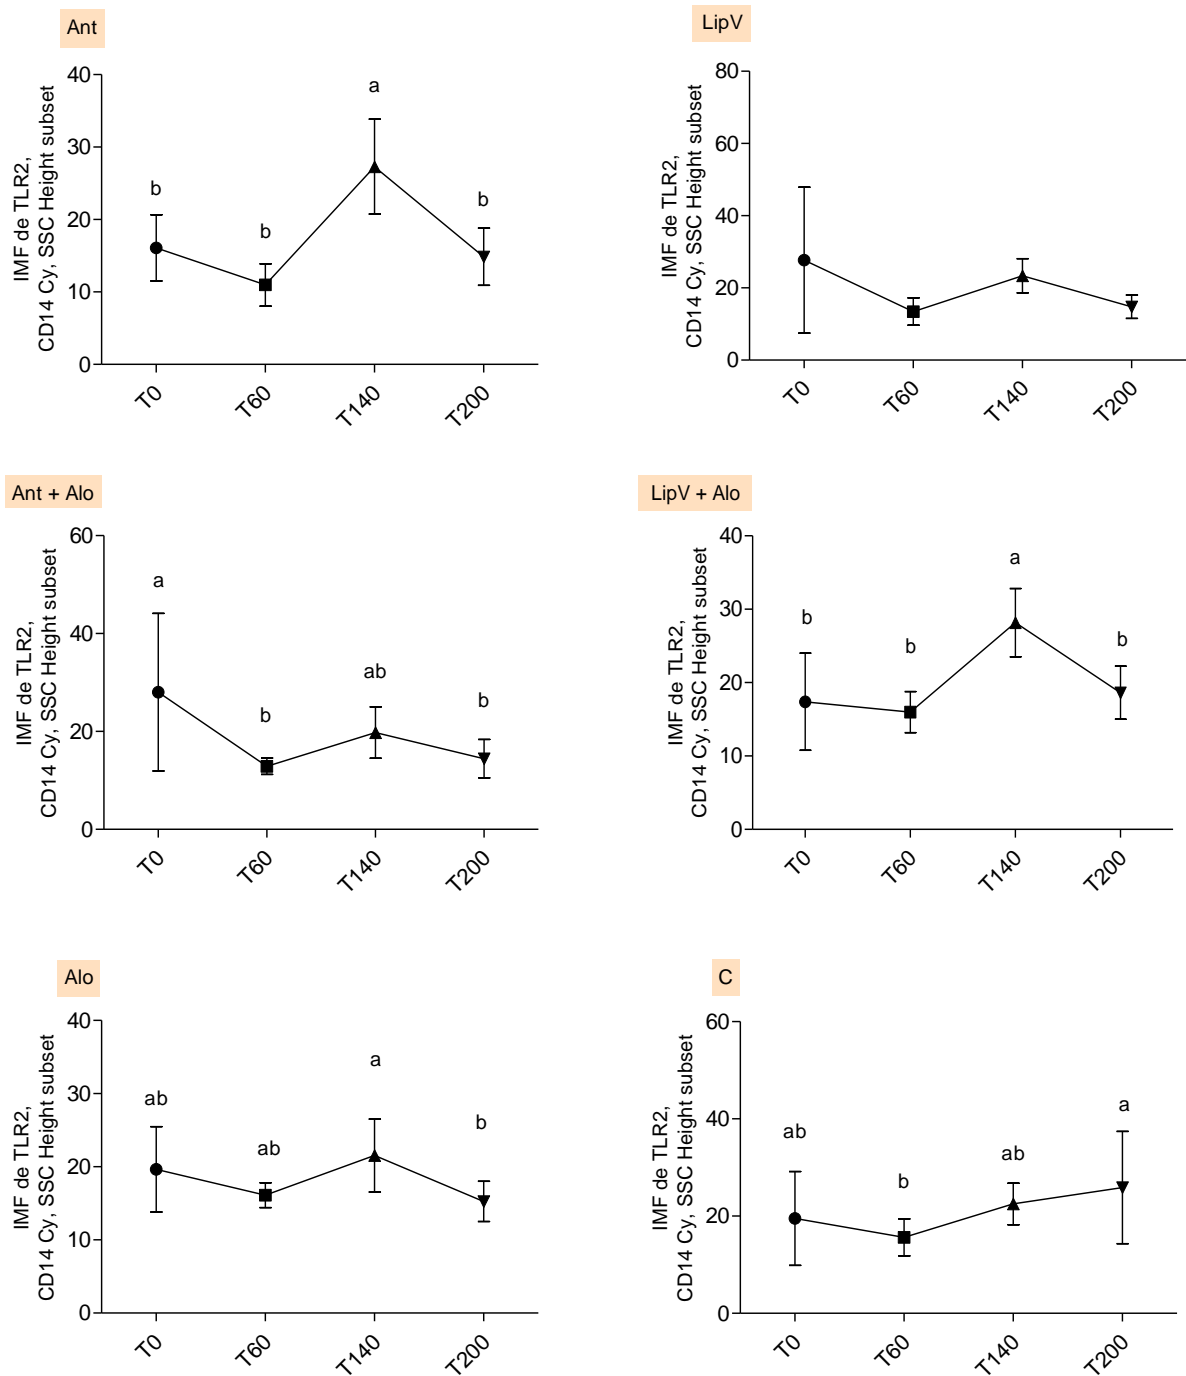 Ant
IMF de TLR2,
CD14 Cy, SSC Height subset
40
30
20
10
0
b
b
a
b
T0
T60
T140
T200
LipV
IMF de TLR2,
CD14 Cy, SSC Height subset
80
60
40
20
0
T0
T60
T140
T200
Ant + Alo
IMF de TLR2,
CD14 Cy, SSC Height subset
60
40
20
0
a
b
ab
b
T0
T60
T140
T200
LipV + Alo
IMF de TLR2,
CD14 Cy, SSC Height subset
40
30
20
10
0
b
b
a
b
T0
T60
T140
T200
Alo
IMF de TLR2,
CD14 Cy, SSC Height subset
40
30
20
10
0
ab
ab
a
b
T0
T60
T140
T200
C
IMF de TLR2,
CD14 Cy, SSC Height subset
60
40
20
0
ab
b
ab
a
T0
T60
T140
T200